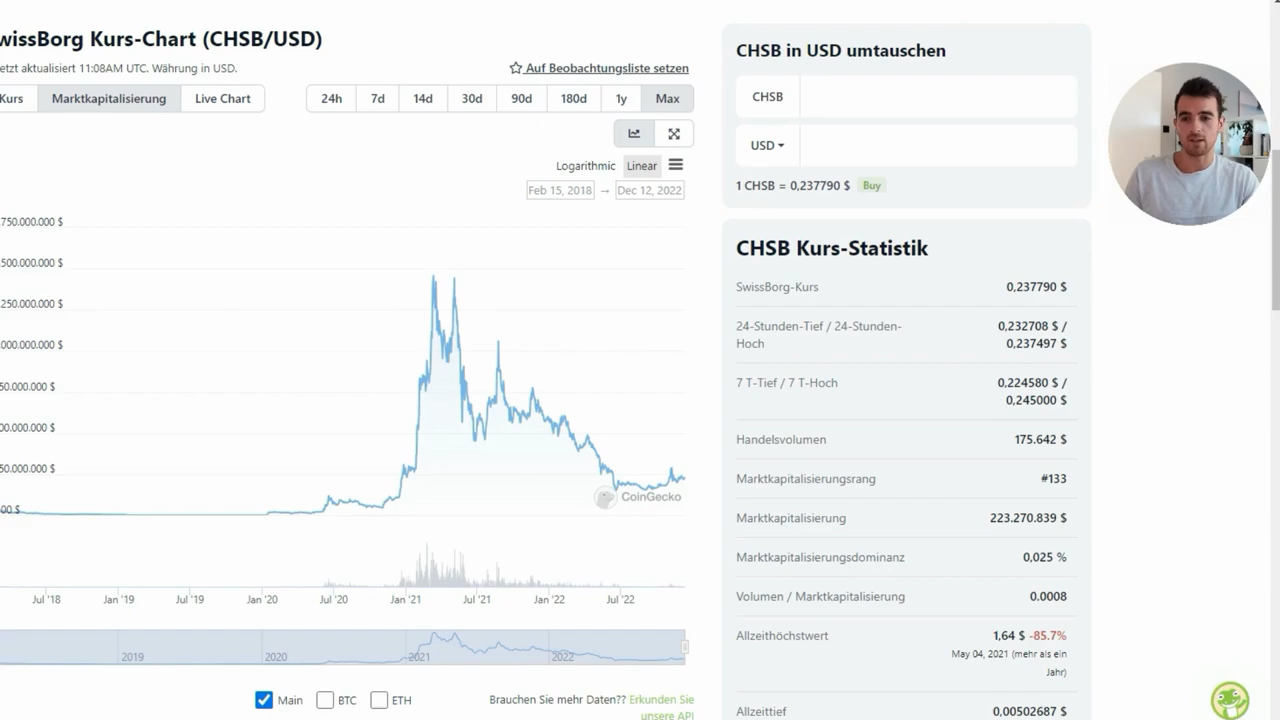 wissBorg Kurs-Chart (CHSB/USD)
etzt aktualisiert 11:08AM UTC. Währung in USD.
Auf Beobachtungsliste setzen
Kurs
Marktkapitalisierung
Live Chart
24h
7d
14d
30d
90d
180d
1y
Max
Logarithmic
Linear
Feb 15, 2018 → Dec 12, 2022
.750.000.000 $
.500.000.000 $
.250.000.000 $
.000.000.000 $
50.000.000 $
00.000.000 $
50.000.000 $
00 $
CoinGecko
Jul '18
Jan '19
Jul '19
Jan '20
Jul '20
Jan '21
Jul '21
Jan '22
Jul '22
2019
2020
2021
2022
Main
BTC
ETH
Brauchen Sie mehr Daten?? Erkunden Sie
unsere API
CHSB in USD umtauschen
CHSB
USD
1 CHSB = 0,237790 $
Buy
CHSB Kurs-Statistik
SwissBorg-Kurs 0,237790 $
24-Stunden-Tief / 24-Stunden-
Hoch
0,232708 $ /
0,237497 $
7 T-Tief / 7 T-Hoch
0,224580 $ /
0,245000 $
Handelsvolumen 175.642 $
Marktkapitalisierungsrang #133
Marktkapitalisierung 223.270.839 $
Marktkapitalisierungsdominanz 0,025 %
Volumen / Marktkapitalisierung 0.0008
Allzeithöchstwert 1,64 $ -85.7%
May 04, 2021 (mehr als ein
Jahr)
Allzeittief 0,00502687 $